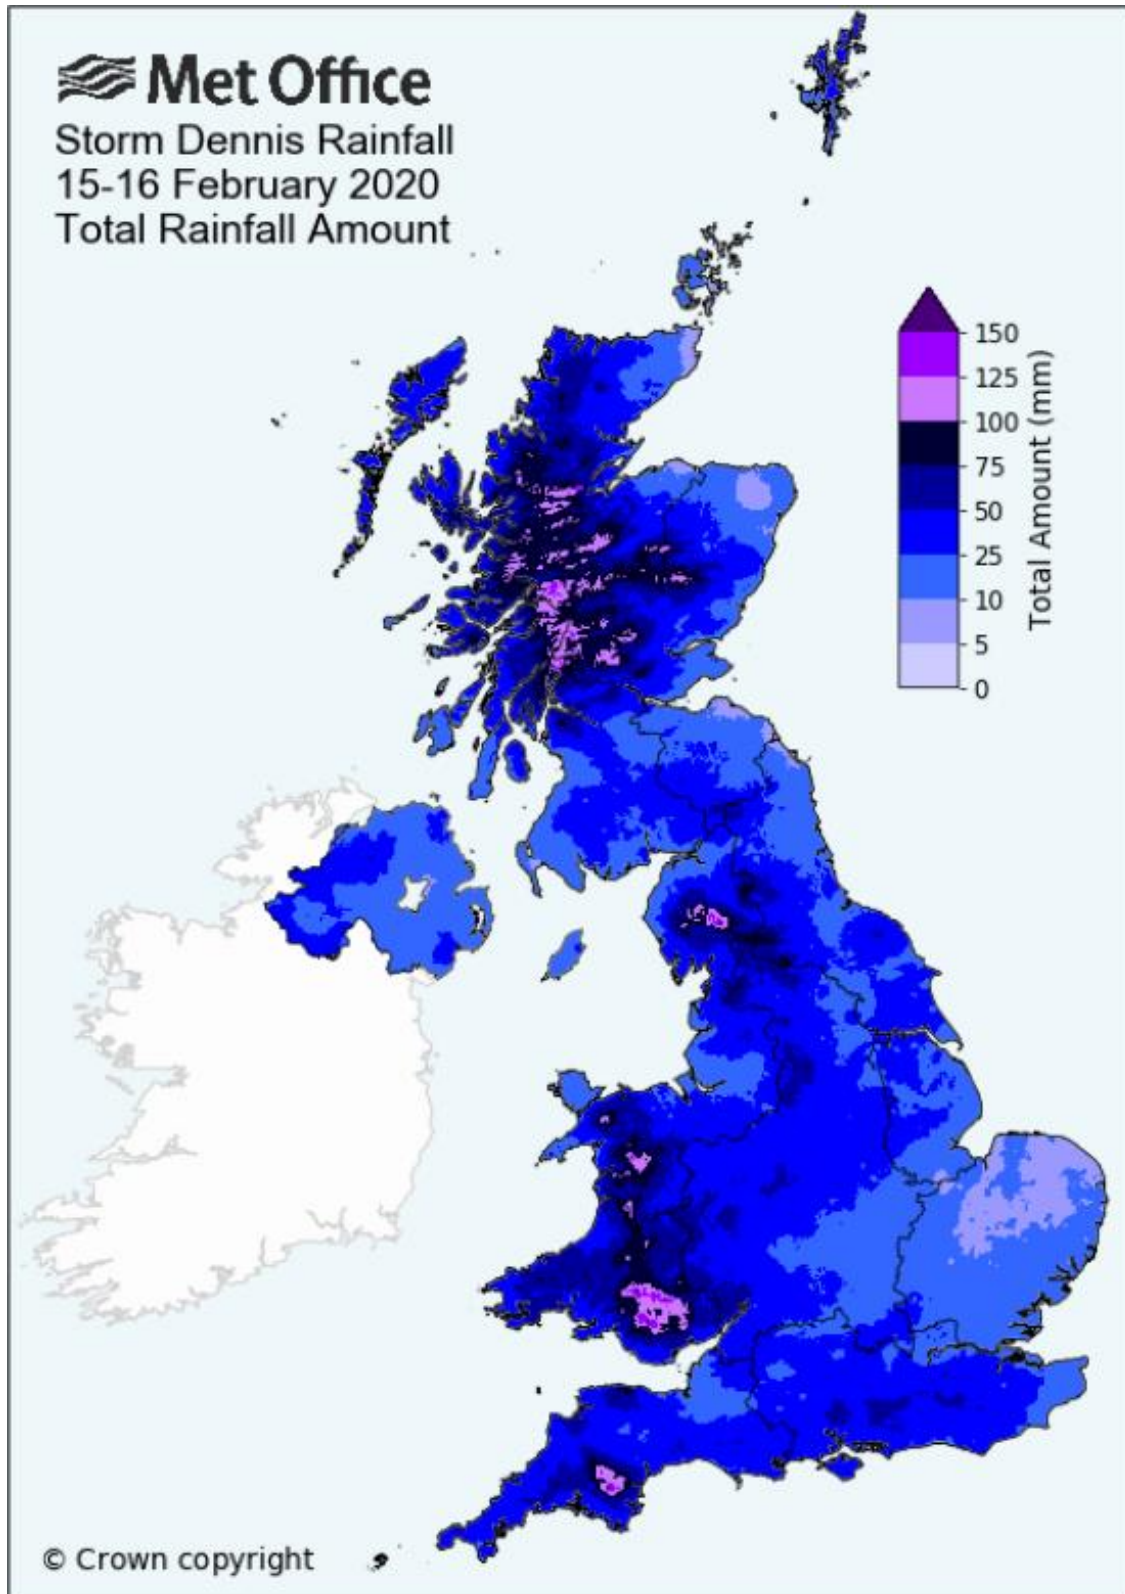 Met Office
Storm Dennis Rainfall
15-16 February 2020
Total Rainfall Amount
150
125
100
75
50
25
10
5
0
Total Amount (mm)
© Crown copyright